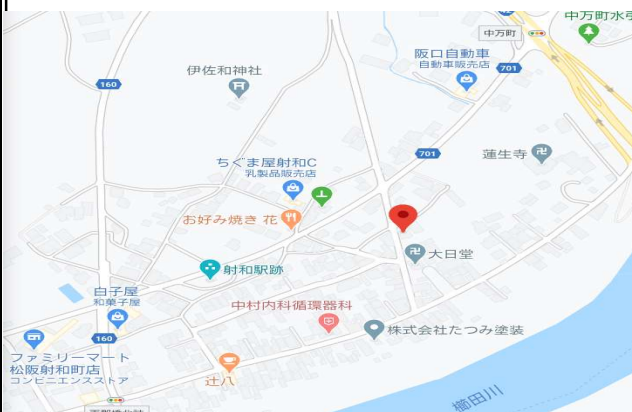 中万町水
中万町
阪口自動車
自動車販売店
701
160
伊佐和神社
701
蓮生寺
ちぐま屋射和C
乳製品販売店
お好み焼き 花
大日堂
射和駅跡
白子屋
和菓子屋
中村内科循環器科
株式会社たつみ塗装
160
ファミリーマート
松阪射和町店
コンビニエンスストア
辻八
櫛田川